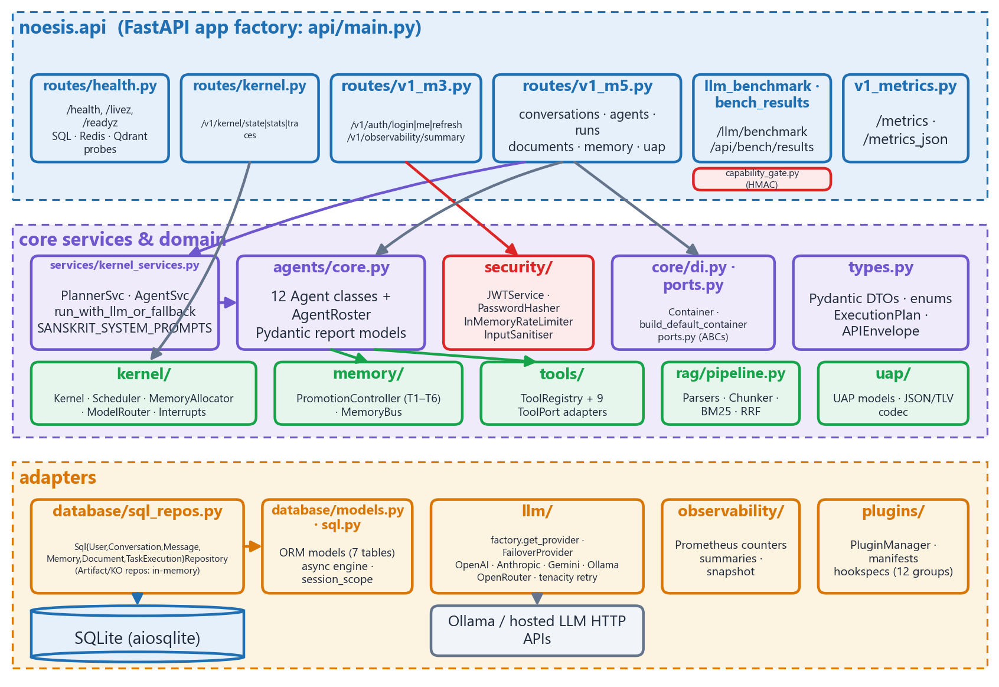 noesis.api  (FastAPI app factory: api/main.py)
routes/health.py
/health, /livez,
/readyz
SQL · Redis · Qdrant
probes
routes/kernel.py
/v1/kernel/state|stats|tra
ces
routes/v1_m3.py
/v1/auth/login|me|refresh
/v1/observability/summary
routes/v1_m5.py
conversations · agents ·
runs
documents · memory · uap
llm_benchmark ·
bench_results
/llm/benchmark
/api/bench/results
capability_gate.py
(HMAC)
v1_metrics.py
/metrics ·
/metrics_json
core services & domain
services/kernel_services.py
PlannerSvc · AgentSvc
run_with_llm_or_fallback
SANSKRIT_SYSTEM_PROMPTS
agents/core.py
12 Agent classes +
AgentRoster
Pydantic report models
security/
JWTService ·
PasswordHasher
InMemoryRateLimiter
InputSanitiser
core/di.py ·
ports.py
Container ·
build_default_container
ports.py (ABCs)
types.py
Pydantic DTOs · enums
ExecutionPlan ·
APIEnvelope
kernel/
Kernel · Scheduler · MemoryAllocator
· ModelRouter · Interrupts
memory/
PromotionController (T1–T6)
· MemoryBus
tools/
ToolRegistry + 9
ToolPort adapters
rag/pipeline.py
Parsers · Chunker ·
BM25 · RRF
uap/
UAP models · JSON/TLV
codec
adapters
database/sql_repos.py
Sql{User,Conversation,Message,
Memory,Document,TaskExecution}Repository
(Artifact/KO repos: in-memory)
database/models.py
· sql.py
ORM models (7 tables)
async engine ·
session_scope
llm/
factory.get_provider ·
FailoverProvider
OpenAI · Anthropic · Gemini · Ollama
OpenRouter · tenacity retry
observability/
Prometheus counters
summaries ·
snapshot
plugins/
PluginManager ·
manifests
hookspecs (12 groups)
SQLite (aiosqlite)
Ollama / hosted LLM HTTP
APIs